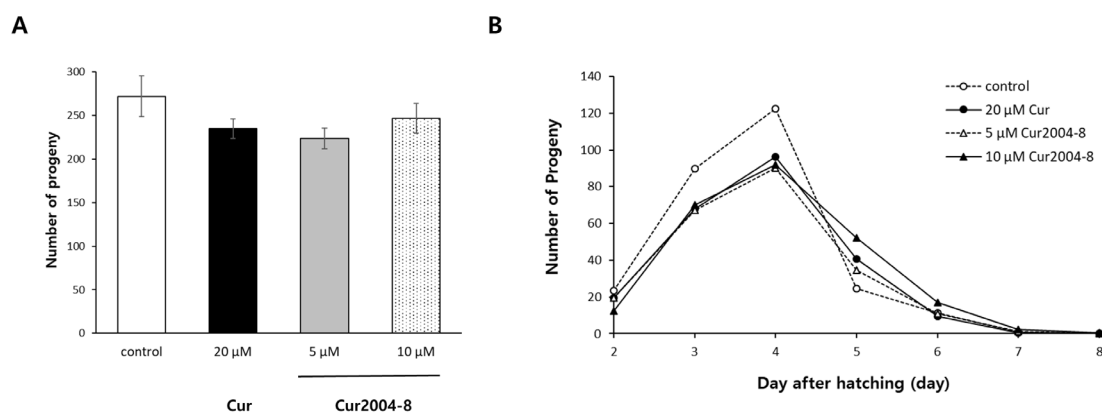 A
B
300
250
200
150
100
50
0
Number of progeny
control
20 μM
5 μM
10 μM
Cur
Cur2004-8
140
120
100
80
60
40
20
0
Number of Progeny
2
3
4
5
6
7
8
Day after hatching (day)
control
20 μM Cur
5 μM Cur2004-8
10 μM Cur2004-8